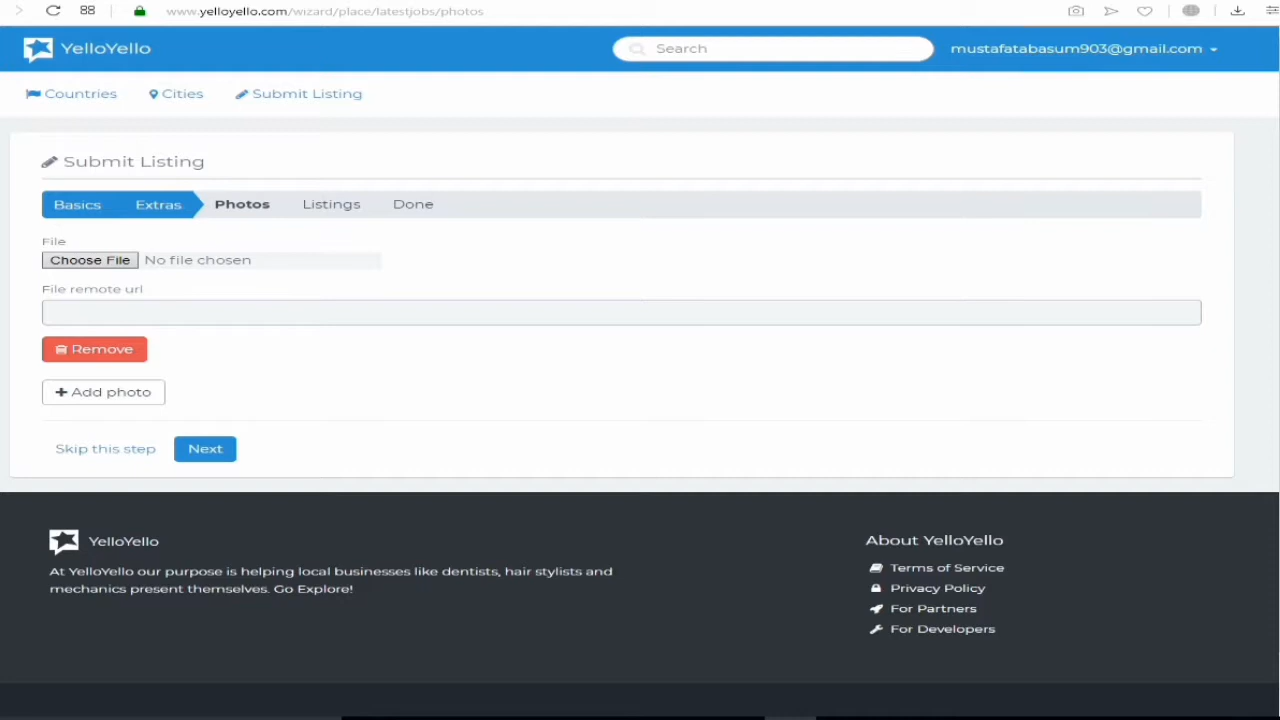 88
www.yelloyello.com/wizard/place/latestjobs/photos
YelloYello
Search
mustafatabasum903@gmail.com
Countries
Cities
Submit Listing
Submit Listing
Basics
Extras
Photos
Listings
Done
File
Choose File No file chosen
File remote url
Remove
Add photo
Skip this step
Next
YelloYello
At YelloYello our purpose is helping local businesses like dentists, hair stylists and
mechanics present themselves. Go Explore!
About YelloYello
Terms of Service
Privacy Policy
For Partners
For Developers